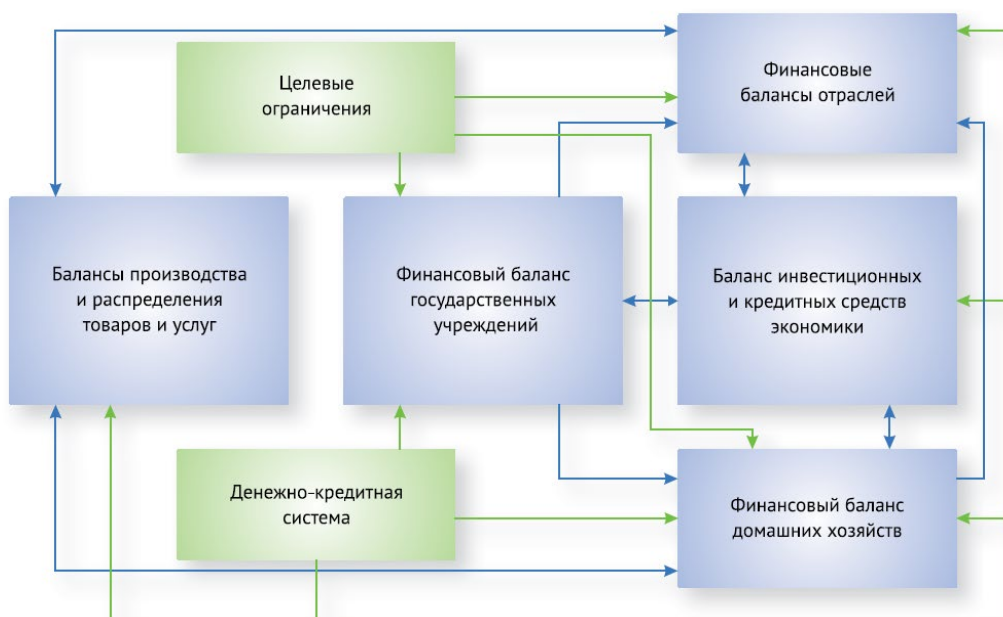 Целевые
ограничения
Финансовые
балансы отраслей
Балансы производства
и распределения
товаров и услуг
Финансовый баланс
государственных
учреждений
Баланс инвестиционных
и кредитных средств
экономики
Денежно-кредитная
система
Финансовый баланс
домашних хозяйств